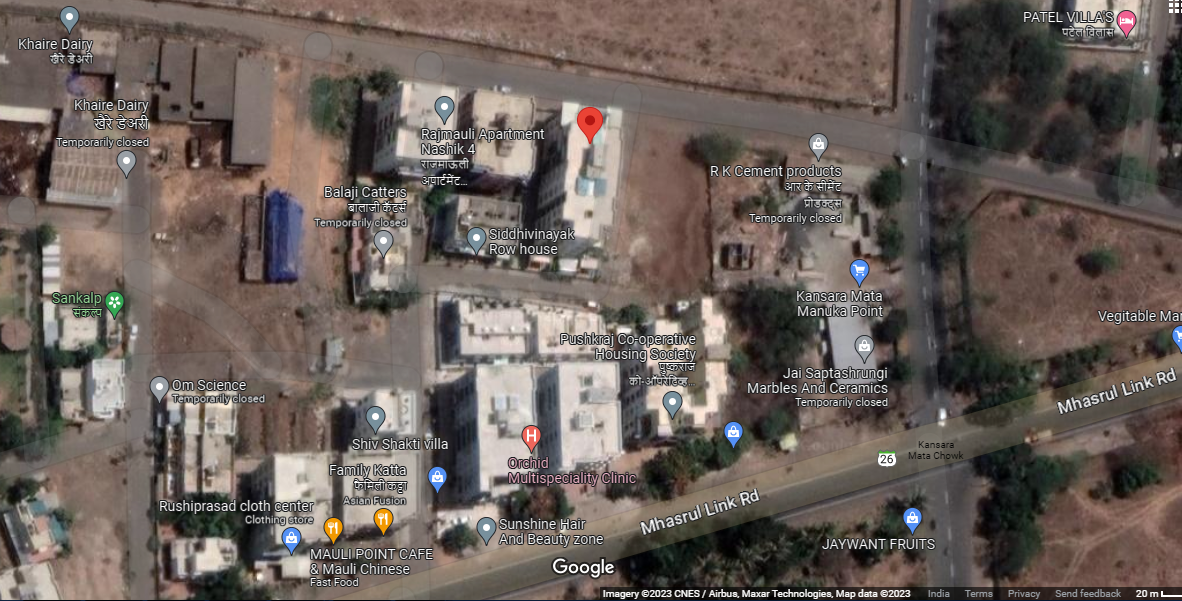 PATEL VILLA'S
पटेल विलास
Khaire Dairy
खैरे डेअरी
Khaire Dairy
खैरे डेअरी
Temporarily closed
Rajmauli Apartment
Nashik 4
राजमाऊली
अपार्टमेंट...
R K Cement products
आर के सीमेंट
प्रोडक्ट्स
Temporarily closed
Balaji Catters
बालाजी कॅटर्स
Temporarily closed
Siddhivinayak
Row house
Sankalp
संकल्प
Kansara Mata
Manuka Point
Vegitable Mar
Pushkraj Co-operative
Housing Society
पुष्कराज
को-ऑपरेटिव्ह...
Jai Saptashrungi
Marbles And Ceramics
Temporarily closed
Mhasrul Link Rd
Om Science
Temporarily closed
Shiv Shakti villa
Kansara
Mata Chowk
26
H
Orchid
Multispeciality Clinic
Family Katta
फॅमिली कट्टा
Asian Fusion
Mhasrul Link Rd
Rushiprasad cloth center
Clothing store
Sunshine Hair
And Beauty zone
JAYWANT FRUITS
MAULI POINT CAFE
& Mauli Chinese
Fast Food
Google
Imagery ©2023 CNES / Airbus, Maxar Technologies, Map data ©2023 India Terms Privacy Send feedback 20 m